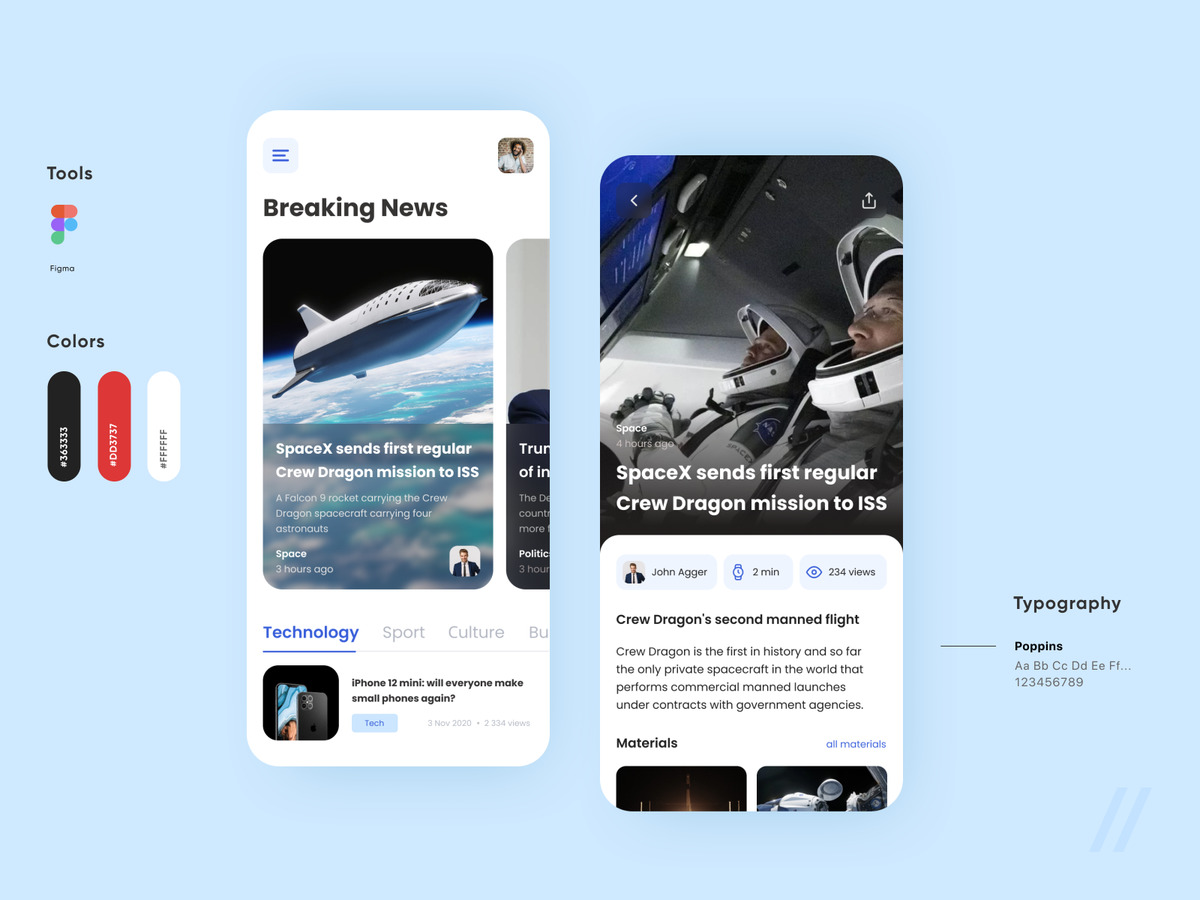 Tools
Figma
Colors
#363333
#DD3737
#FFFFFF
Breaking News
SpaceX sends first regular
Crew Dragon mission to ISS
A Falcon 9 rocket carrying the Crew
Dragon spacecraft carrying four
astronauts
Space
3 hours ago
Trun
of in
The De
countr
more f
Politics
3 hour
Technology Sport Culture Bu
iPhone 12 mini: will everyone make
small phones again?
Tech 3 Nov 2020 • 2 334 views
Space
4 hours ago
SpaceX sends first regular
Crew Dragon mission to ISS
John Agger 2 min 234 views
Crew Dragon's second manned flight
Crew Dragon is the first in history and so far
the only private spacecraft in the world that
performs commercial manned launches
under contracts with government agencies.
Materials all materials
Typography
Poppins
Aa Bb Cc Dd Ee Ff...
123456789